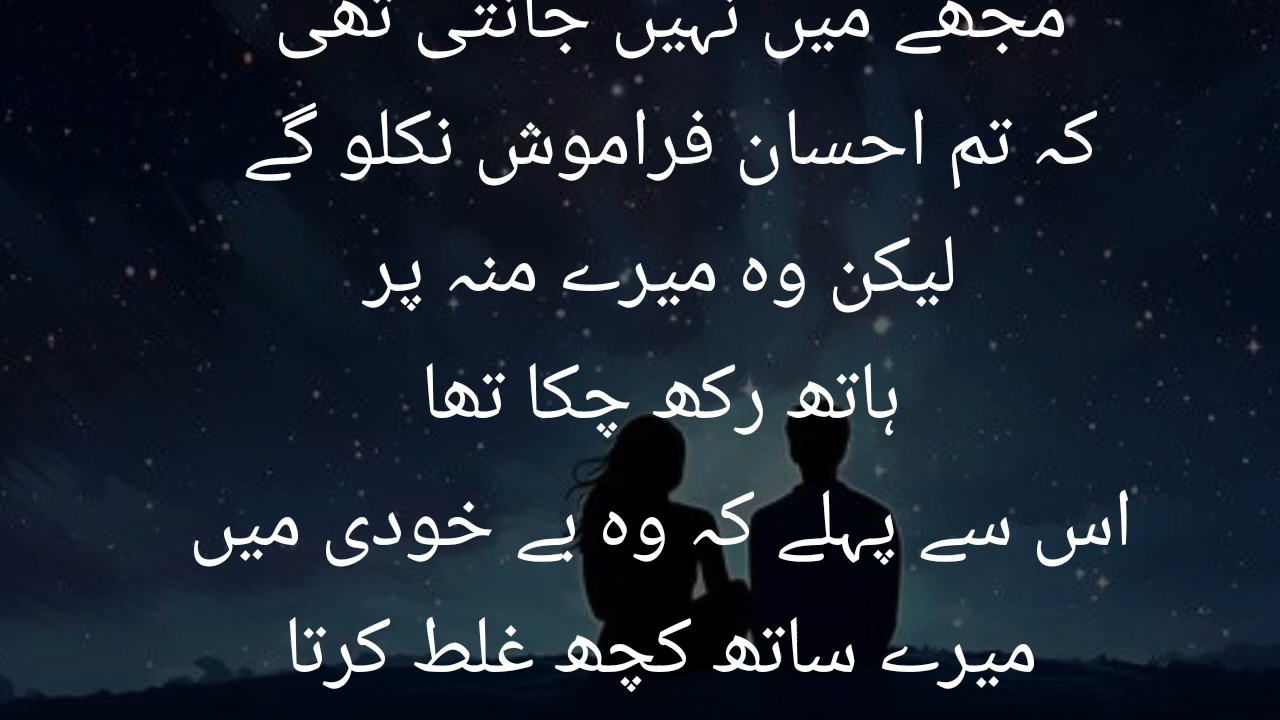 مجھے میں نہیں جانتی تھی
کہ تم احسان فراموش نکلو گے
لیکن وہ میرے منہ پر
ہاتھ رکھ چکا تھا
اس سے پہلے کہ وہ بے خودی میں
میرے ساتھ کچھ غلط کرتا